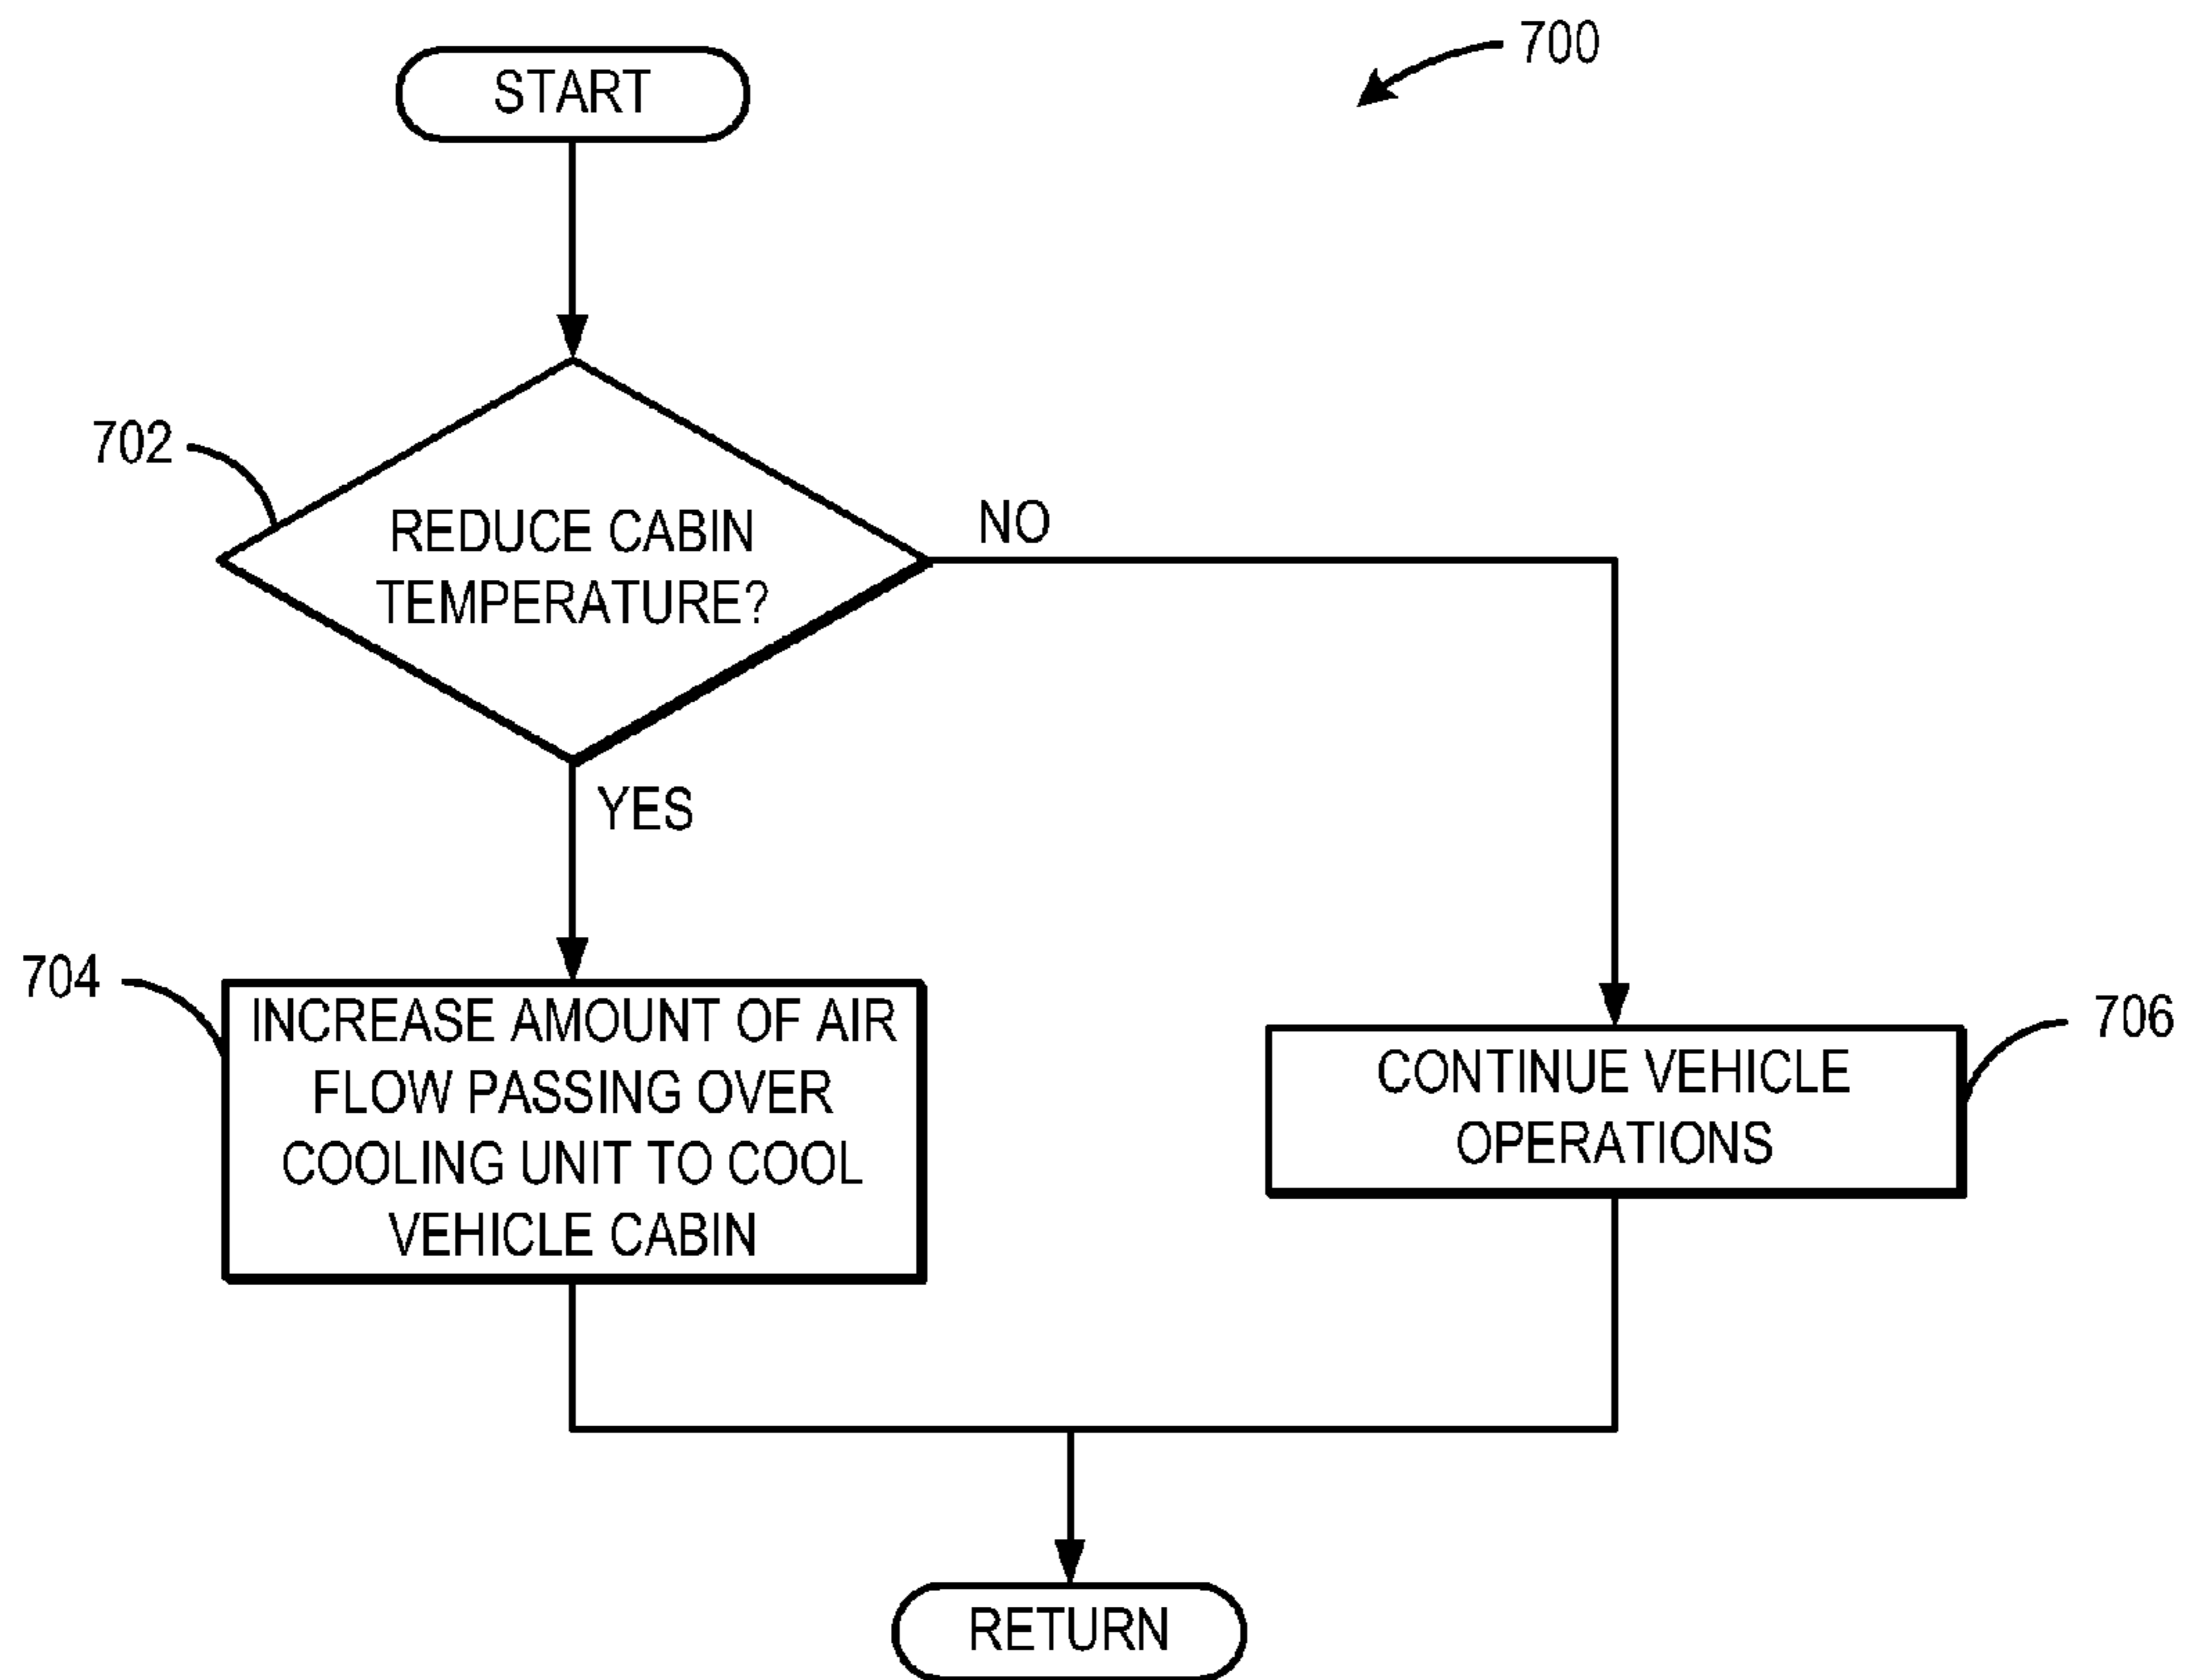 700
START
702
REDUCE CABIN
TEMPERATURE?
NO
YES
704
INCREASE AMOUNT OF AIR
FLOW PASSING OVER
COOLING UNIT TO COOL
VEHICLE CABIN
CONTINUE VEHICLE
OPERATIONS
706
RETURN